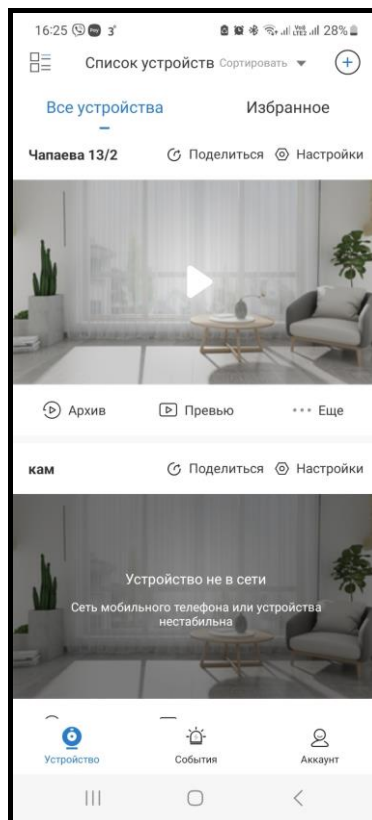 16:25 3° 28%
Список устройств Сортировать
Все устройства Избранное
Чапаева 13/2 Поделиться Настройки
Архив Превью Еще
кам Поделиться Настройки
Устройство не в сети
Сеть мобильного телефона или устройства
нестабильна
Устройство События Аккаунт